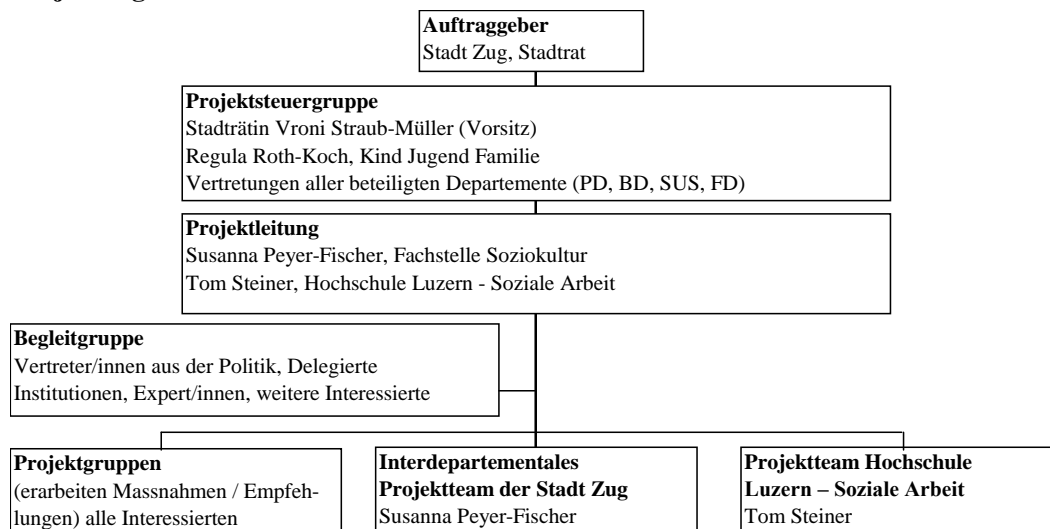 Auftraggeber
Stadt Zug, Stadtrat
Projektsteuergruppe
Stadträtin Vroni Straub-Müller (Vorsitz)
Regula Roth-Koch, Kind Jugend Familie
Vertretungen aller beteiligten Departemente (PD, BD, SUS, FD)
Projektleitung
Susanna Peyer-Fischer, Fachstelle Soziokultur
Tom Steiner, Hochschule Luzern - Soziale Arbeit
Begleitgruppe
Vertreter/innen aus der Politik, Delegierte
Institutionen, Expert/innen, weitere Interessierte
Projektgruppen
(erarbeiten Massnahmen / Empfeh-
lungen) alle Interessierten
Interdepartementales
Projektteam der Stadt Zug
Susanna Peyer-Fischer
Projektteam Hochschule
Luzern – Soziale Arbeit
Tom Steiner